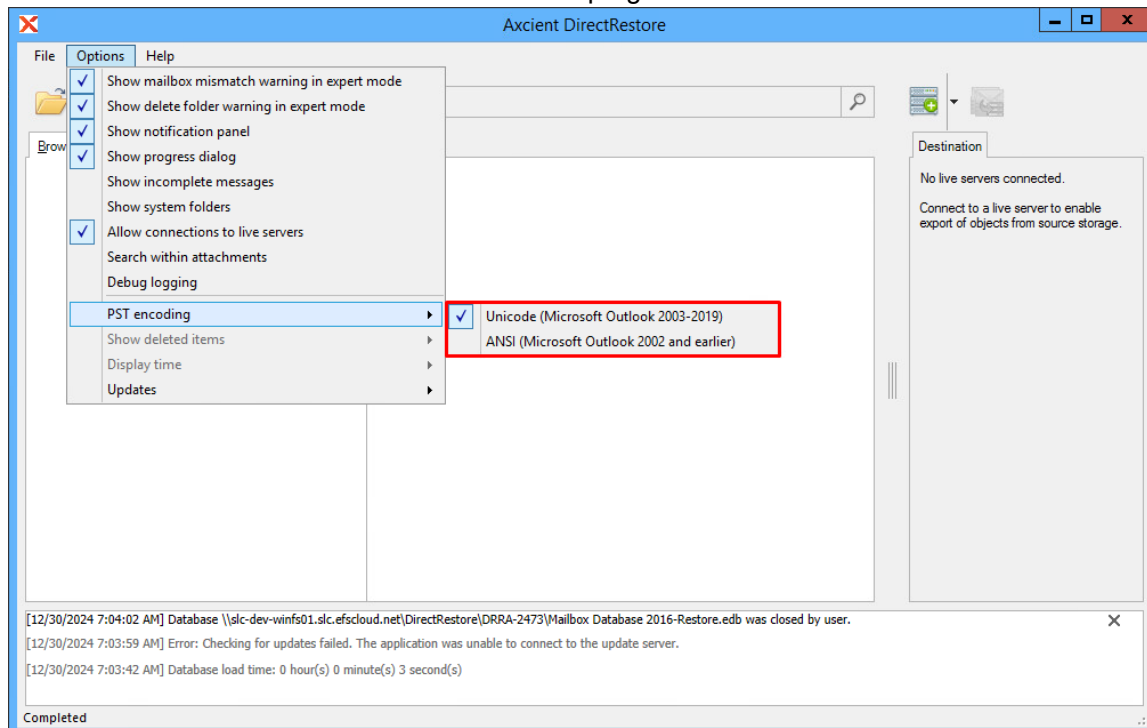 Axcient DirectRestore
File Options Help
Show mailbox mismatch warning in expert mode
Show delete folder warning in expert mode
Show notification panel
Show progress dialog
Show incomplete messages
Show system folders
Allow connections to live servers
Search within attachments
Debug logging
PST encoding
Show deleted items
Display time
Updates
Unicode (Microsoft Outlook 2003-2019)
ANSI (Microsoft Outlook 2002 and earlier)
Brow
Destination
No live servers connected.
Connect to a live server to enable
export of objects from source storage.
[12/30/2024 7:04:02 AM] Database \\slc-dev-winfs01.slc.efscloud.net\DirectRestore\DRRA-2473\Mailbox Database 2016-Restore.edb was closed by user.
[12/30/2024 7:03:59 AM] Error: Checking for updates failed. The application was unable to connect to the update server.
[12/30/2024 7:03:42 AM] Database load time: 0 hour(s) 0 minute(s) 3 second(s)
Completed